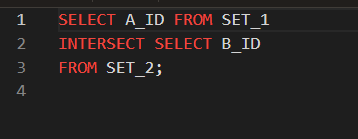 1 SELECT A_ID FROM SET_1
2 INTERSECT SELECT B_ID
3 FROM SET_2;
4